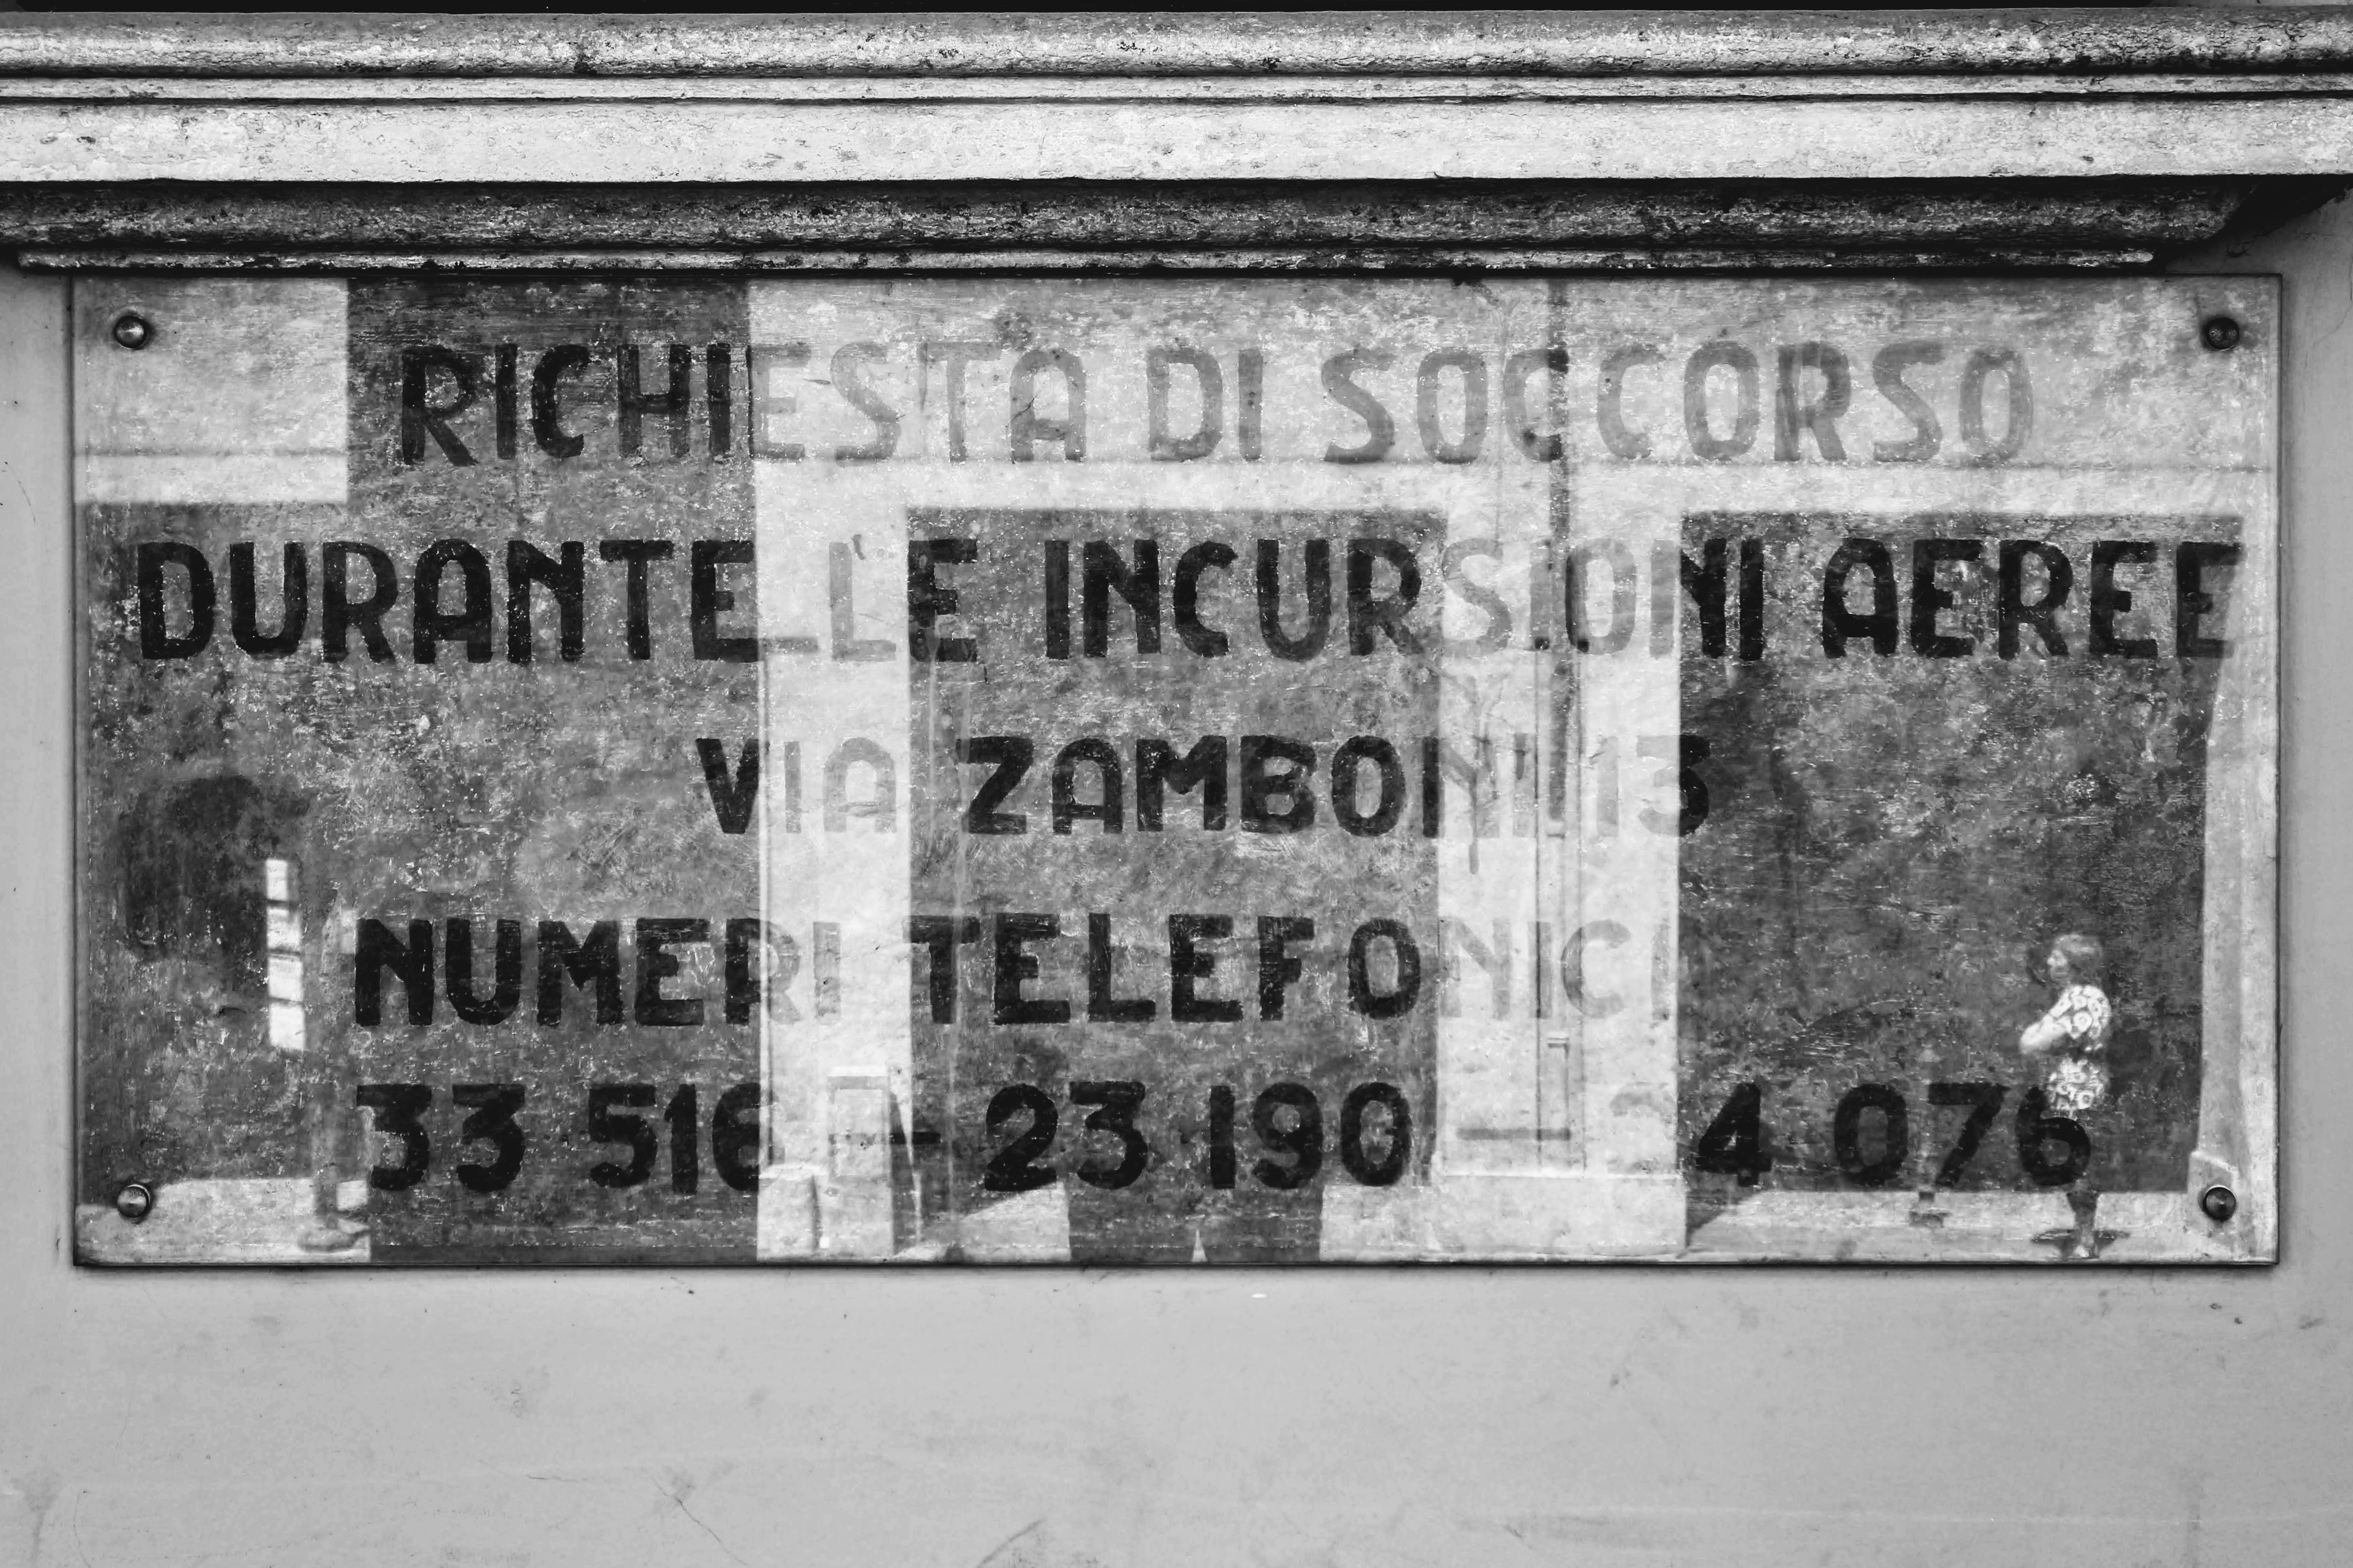 RICHIESTA DI SOCCORSO
DURANTE LE INCURSIONI AEREE
VIA ZAMBONI 13
NUMERI TELEFONICI
33 516 — 23 190 — 4 076